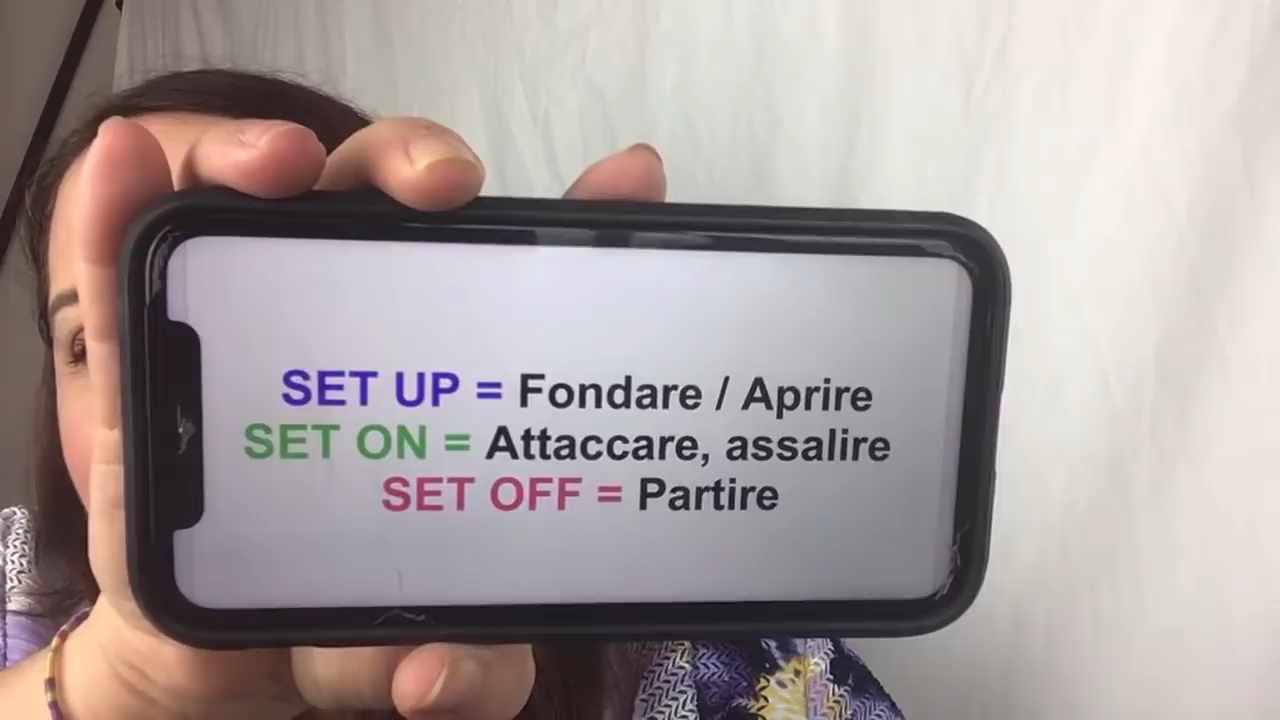 SET UP = Fondare / Aprire
SET ON = Attaccare, assalire
SET OFF = Partire